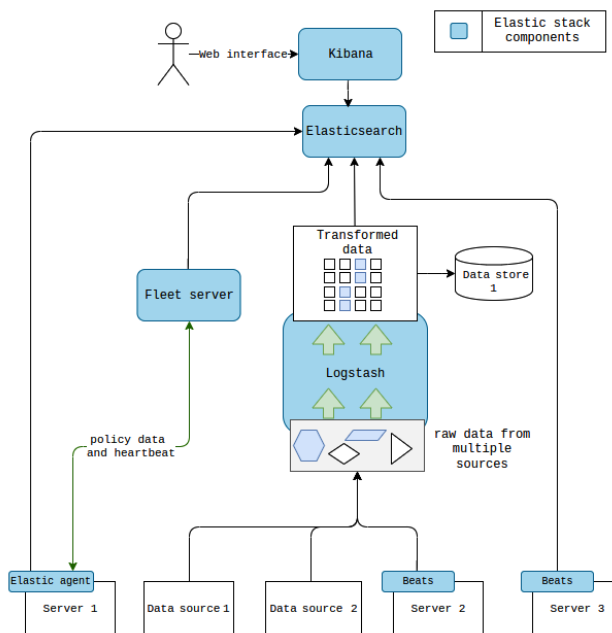 Elastic stack
components
Web interface
Kibana
Elasticsearch
Transformed
data
Data store
1
Fleet server
Logstash
policy data
and heartbeat
raw data from
multiple
sources
Elastic agent
Server 1
Data source 1
Data source 2
Beats
Server 2
Beats
Server 3